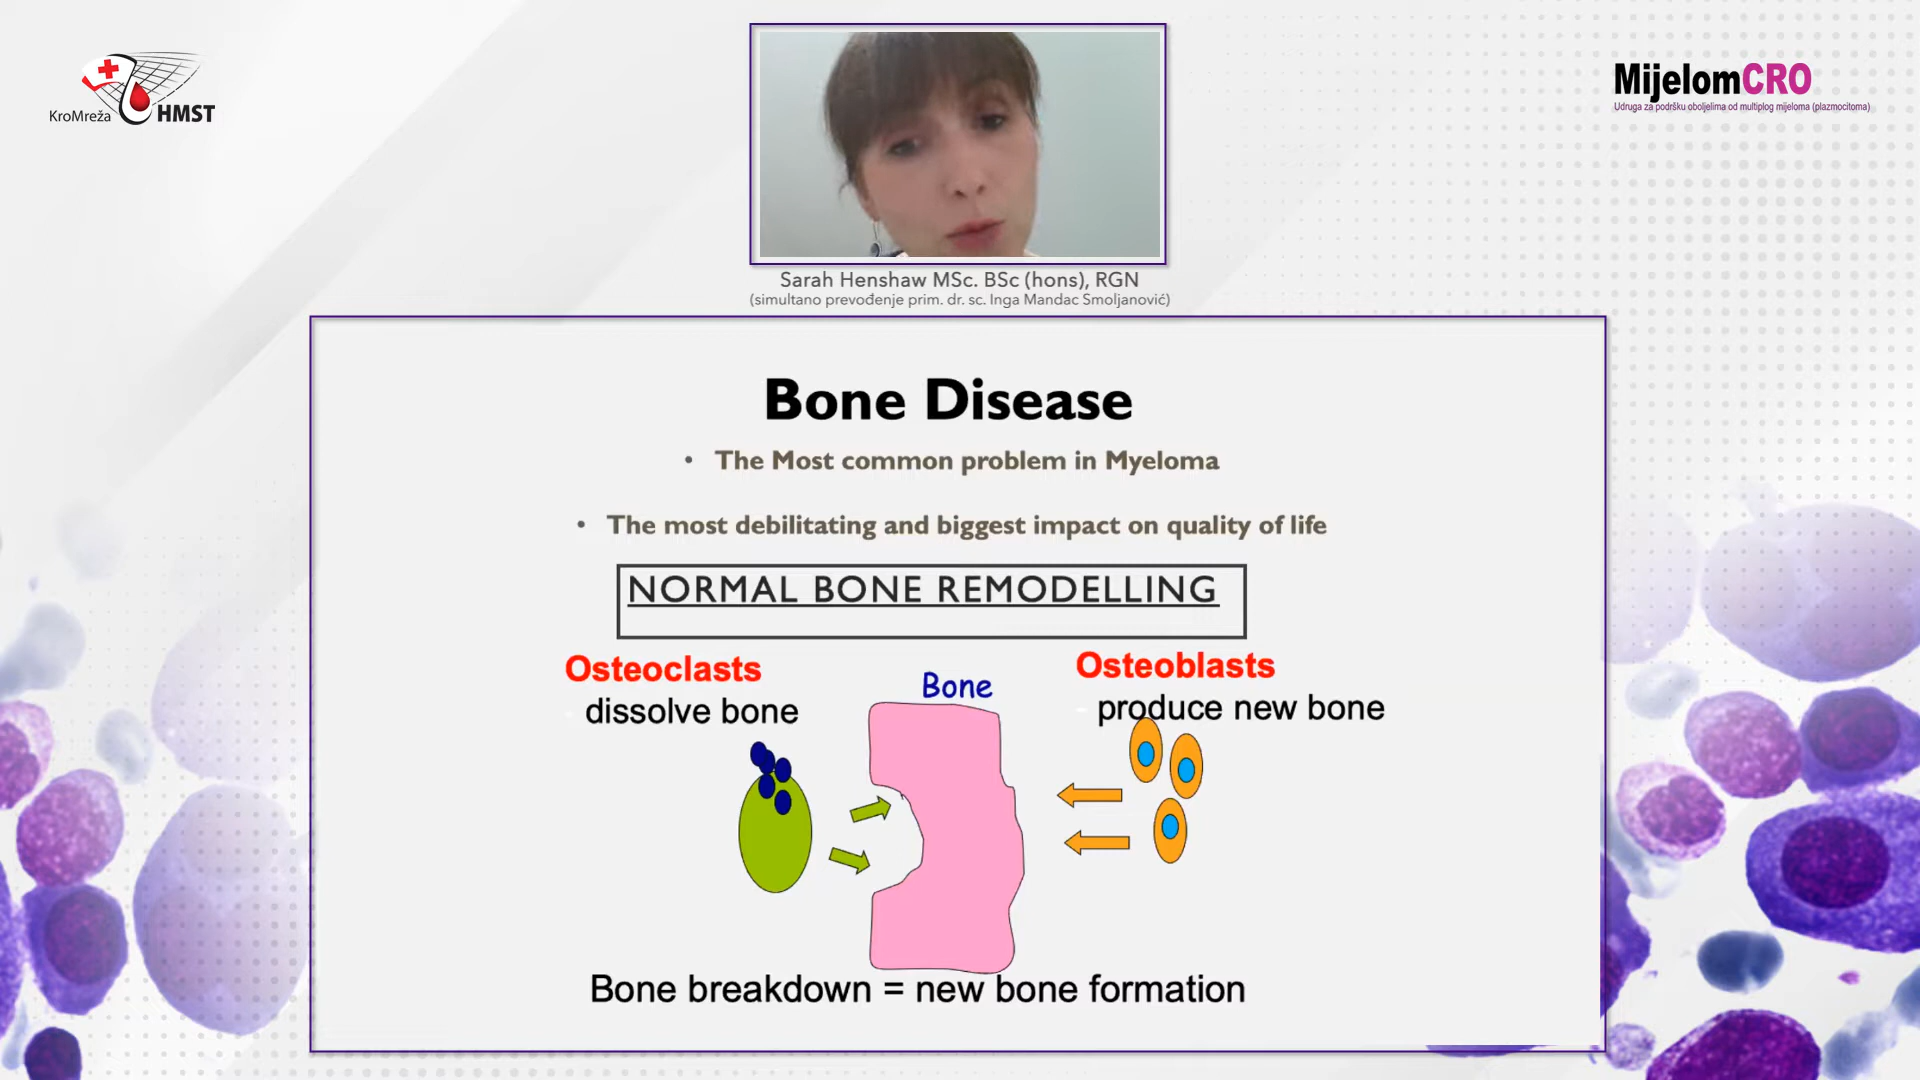 KroMreža HMST
MijelomCRO
Udruga za podršku oboljelima od multiplog mijeloma (plazmocitoma)
Sarah Henshaw MSc. BSc (hons), RGN
(simultano prevođenje prim. dr. sc. Inga Mandac Smoljanović)
Bone Disease
• The Most common problem in Myeloma
• The most debilitating and biggest impact on quality of life
NORMAL BONE REMODELLING
Osteoclasts
dissolve bone
Bone
Osteoblasts
produce new bone
Bone breakdown = new bone formation